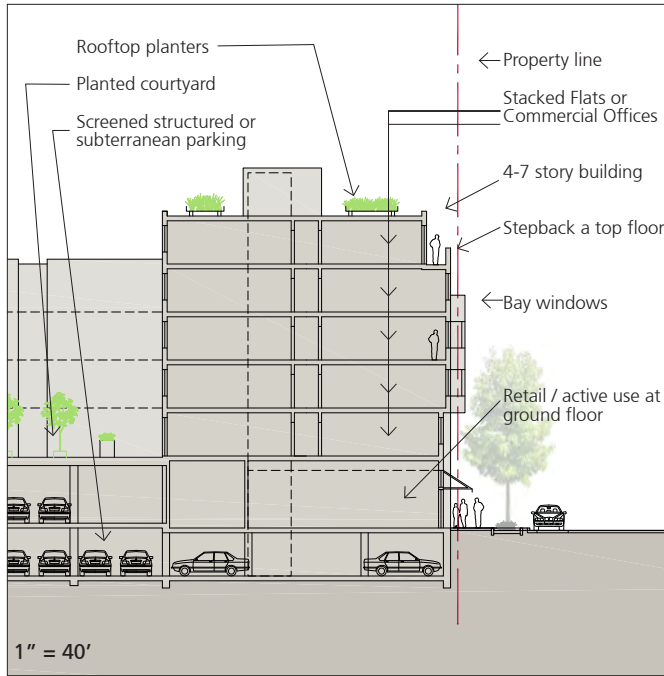 Rooftop planters
Planted courtyard
Screened structured or
subterranean parking
Property line
Stacked Flats or
Commercial Offices
4-7 story building
Stepback a top floor
Bay windows
Retail / active use at
ground floor
1” = 40’